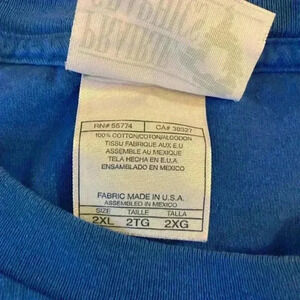 RN# 55774 CA# 30527
100% COTTON/COTON/ALGODON
TISSU FABRIQUE AUX E.U
ASSEMBLE AU MEXIQUE
TELA HECHA EN E.U.A.
ENSAMBLADO EN MEXICO
FABRIC MADE IN U.S.A.
ASSEMBLED IN MEXICO
SIZE TAILLE TALLA
2XL 2TG 2XG